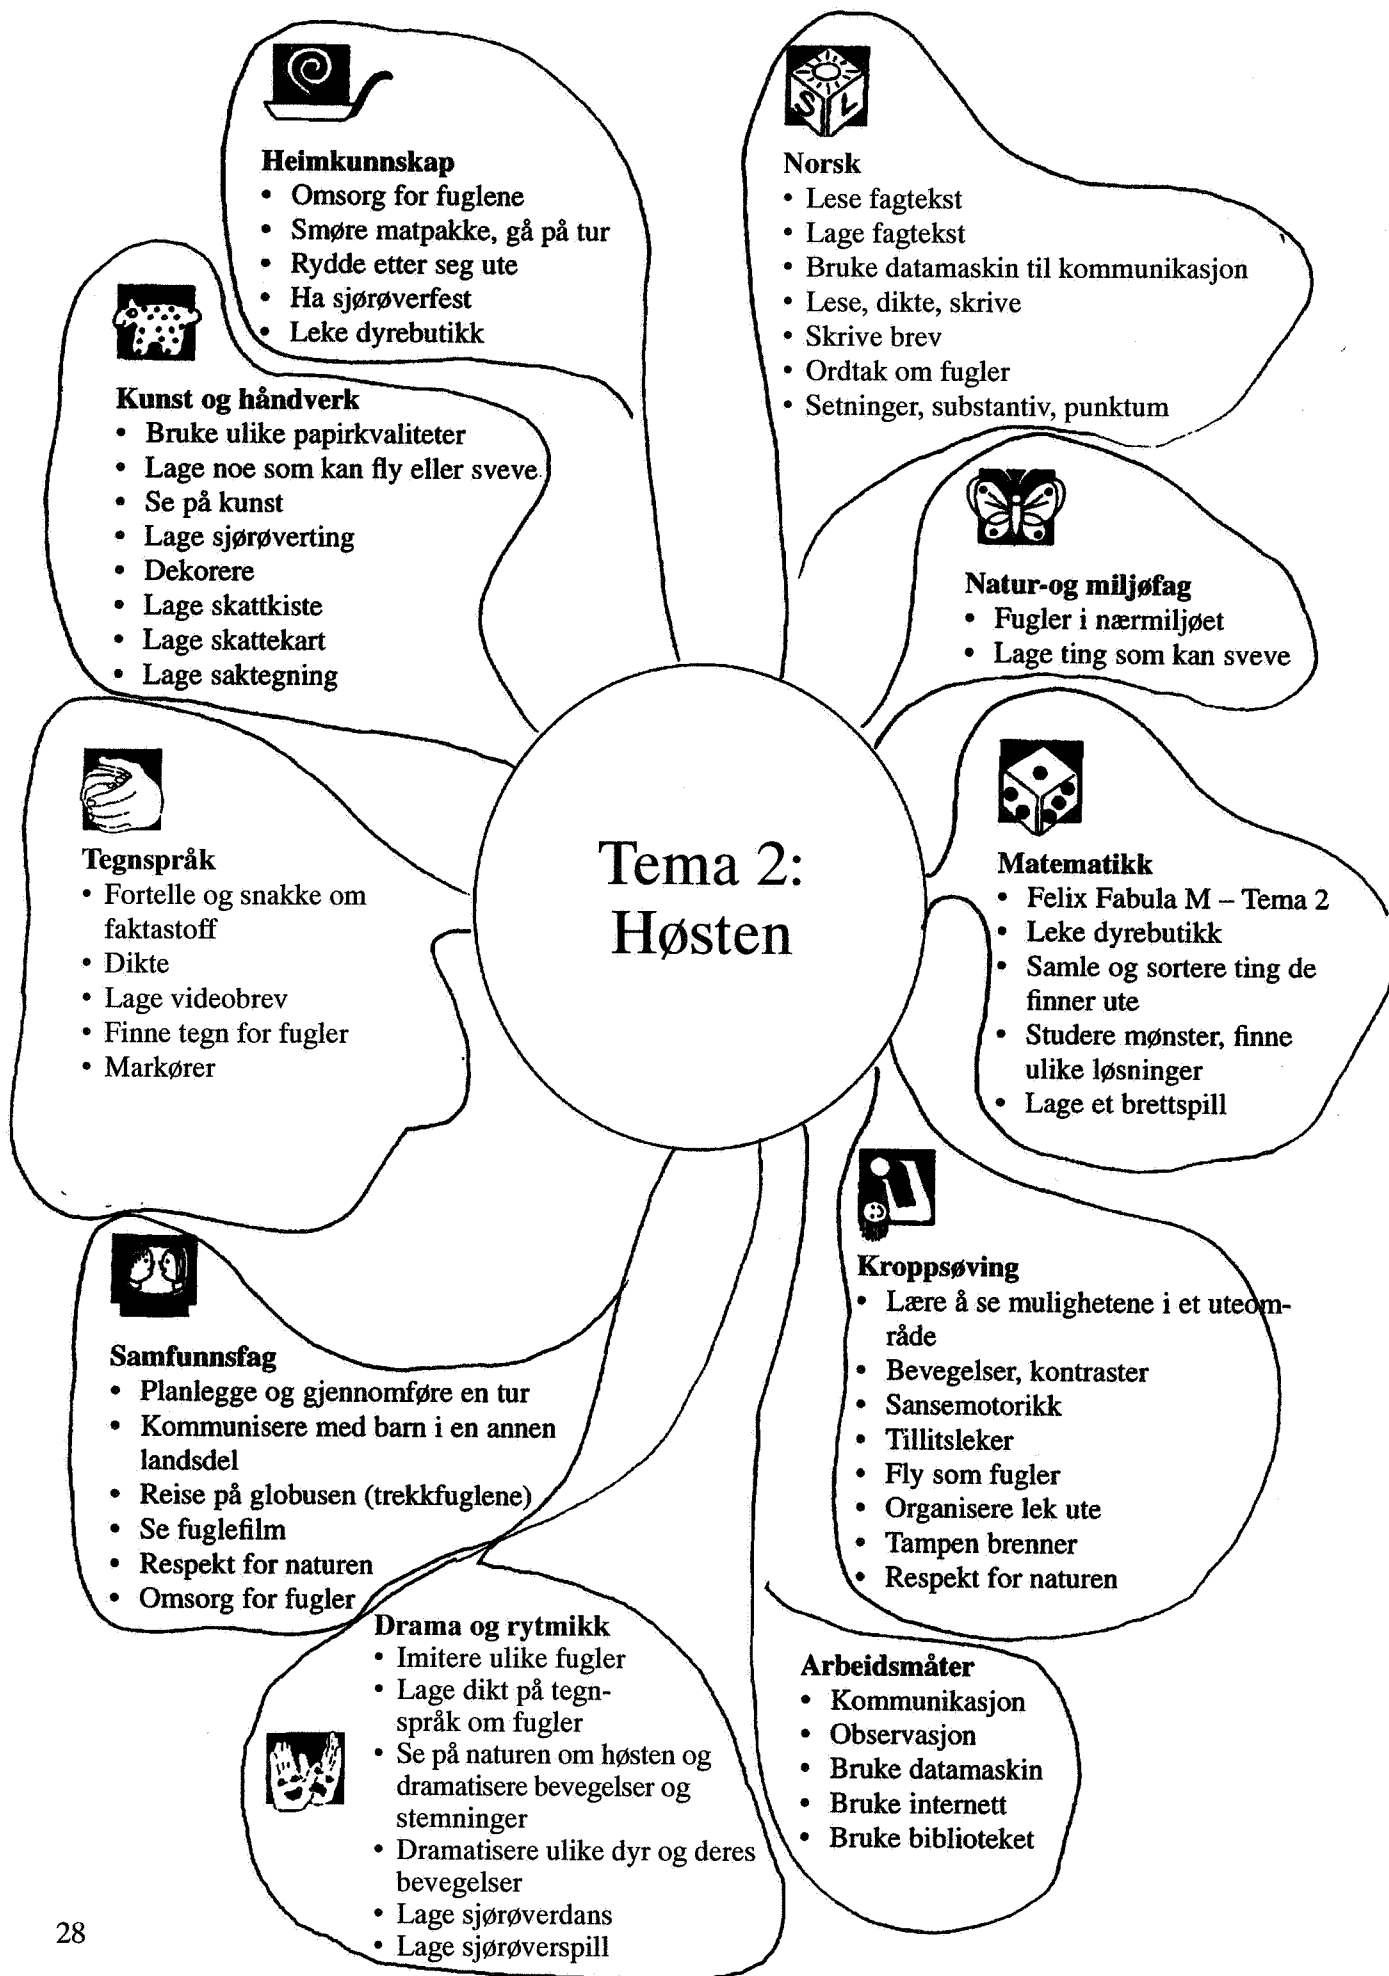 Heimkunnskap
• Omsorg for fuglene
• Smøre matpakke, gå på tur
• Rydde etter seg ute
• Ha sjørøverfest
• Leke dyrebutikk
Norsk
• Lese fagtekst
• Lage fagtekst
• Bruke datamaskin til kommunikasjon
• Lese, dikte, skrive
• Skrive brev
• Ordtak om fugler
• Setninger, substantiv, punktum
S L
Kunst og håndverk
• Bruke ulike papirkvaliteter
• Lage noe som kan fly eller sveve
• Se på kunst
• Lage sjørøverting
• Dekorere
• Lage skattkiste
• Lage skattekart
• Lage saktegning
Natur-og miljøfag
• Fugler i nærmiljøet
• Lage ting som kan sveve
Tema 2:
Høsten
Tegnspråk
• Fortelle og snakke om
faktastoff
• Dikte
• Lage videobrev
• Finne tegn for fugler
• Markører
Matematikk
• Felix Fabula M – Tema 2
• Leke dyrebutikk
• Samle og sortere ting de
finner ute
• Studere mønster, finne
ulike løsninger
• Lage et brettspill
Samfunnsfag
• Planlegge og gjennomføre en tur
• Kommunisere med barn i en annen
landsdel
• Reise på globusen (trekkfuglene)
• Se fuglefilm
• Respekt for naturen
• Omsorg for fugler
Kroppsøving
• Lære å se mulighetene i et uteom-
råde
• Bevegelser, kontraster
• Sansemotorikk
• Tillitsleker
• Fly som fugler
• Organisere lek ute
• Tampen brenner
• Respekt for naturen
Drama og rytmikk
• Imitere ulike fugler
• Lage dikt på tegn-
språk om fugler
• Se på naturen om høsten og
dramatisere bevegelser og
stemninger
• Dramatisere ulike dyr og deres
bevegelser
• Lage sjørøverdans
• Lage sjørøverspill
Arbeidsmåter
• Kommunikasjon
• Observasjon
• Bruke datamaskin
• Bruke internett
• Bruke biblioteket
28